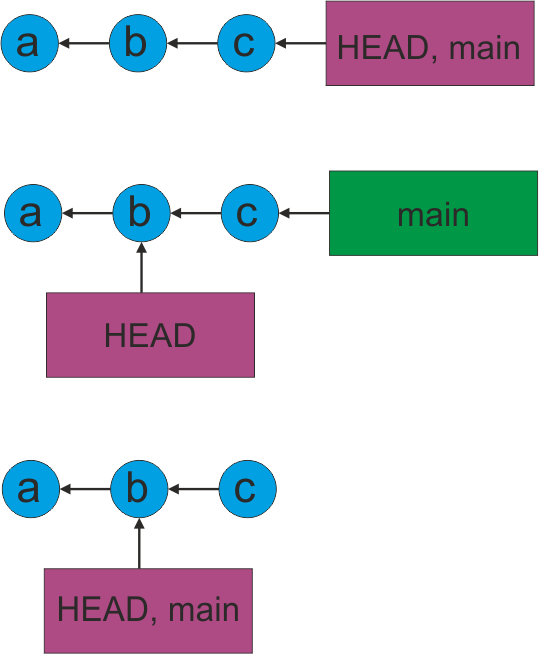 a b c HEAD, main
a b c main
HEAD
a b c
HEAD, main